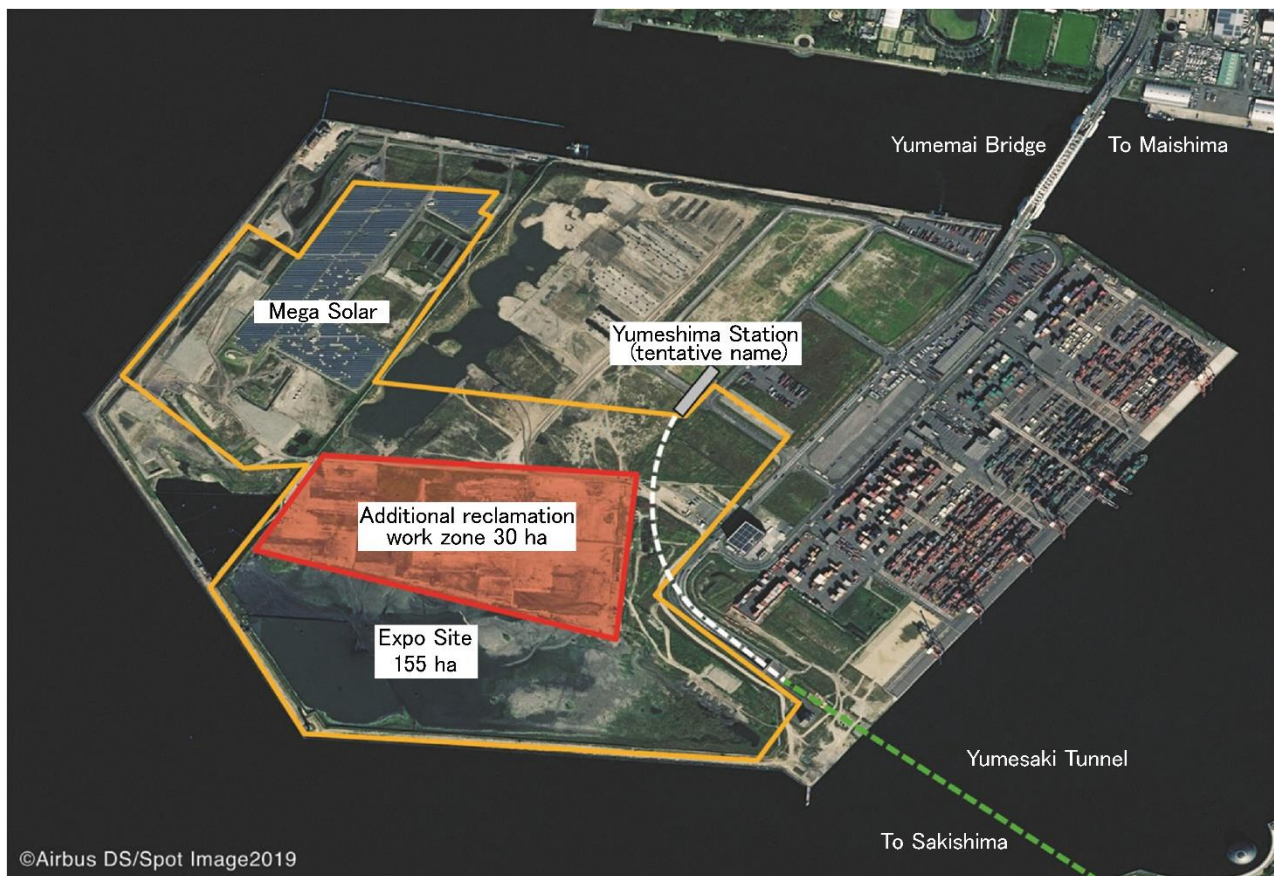 Yumemai Bridge
To Maishima
Mega Solar
Yumeshima Station
(tentative name)
Additional reclamation
work zone 30 ha
Expo Site
155 ha
Yumesaki Tunnel
To Sakishima
©Airbus DS/Spot Image2019